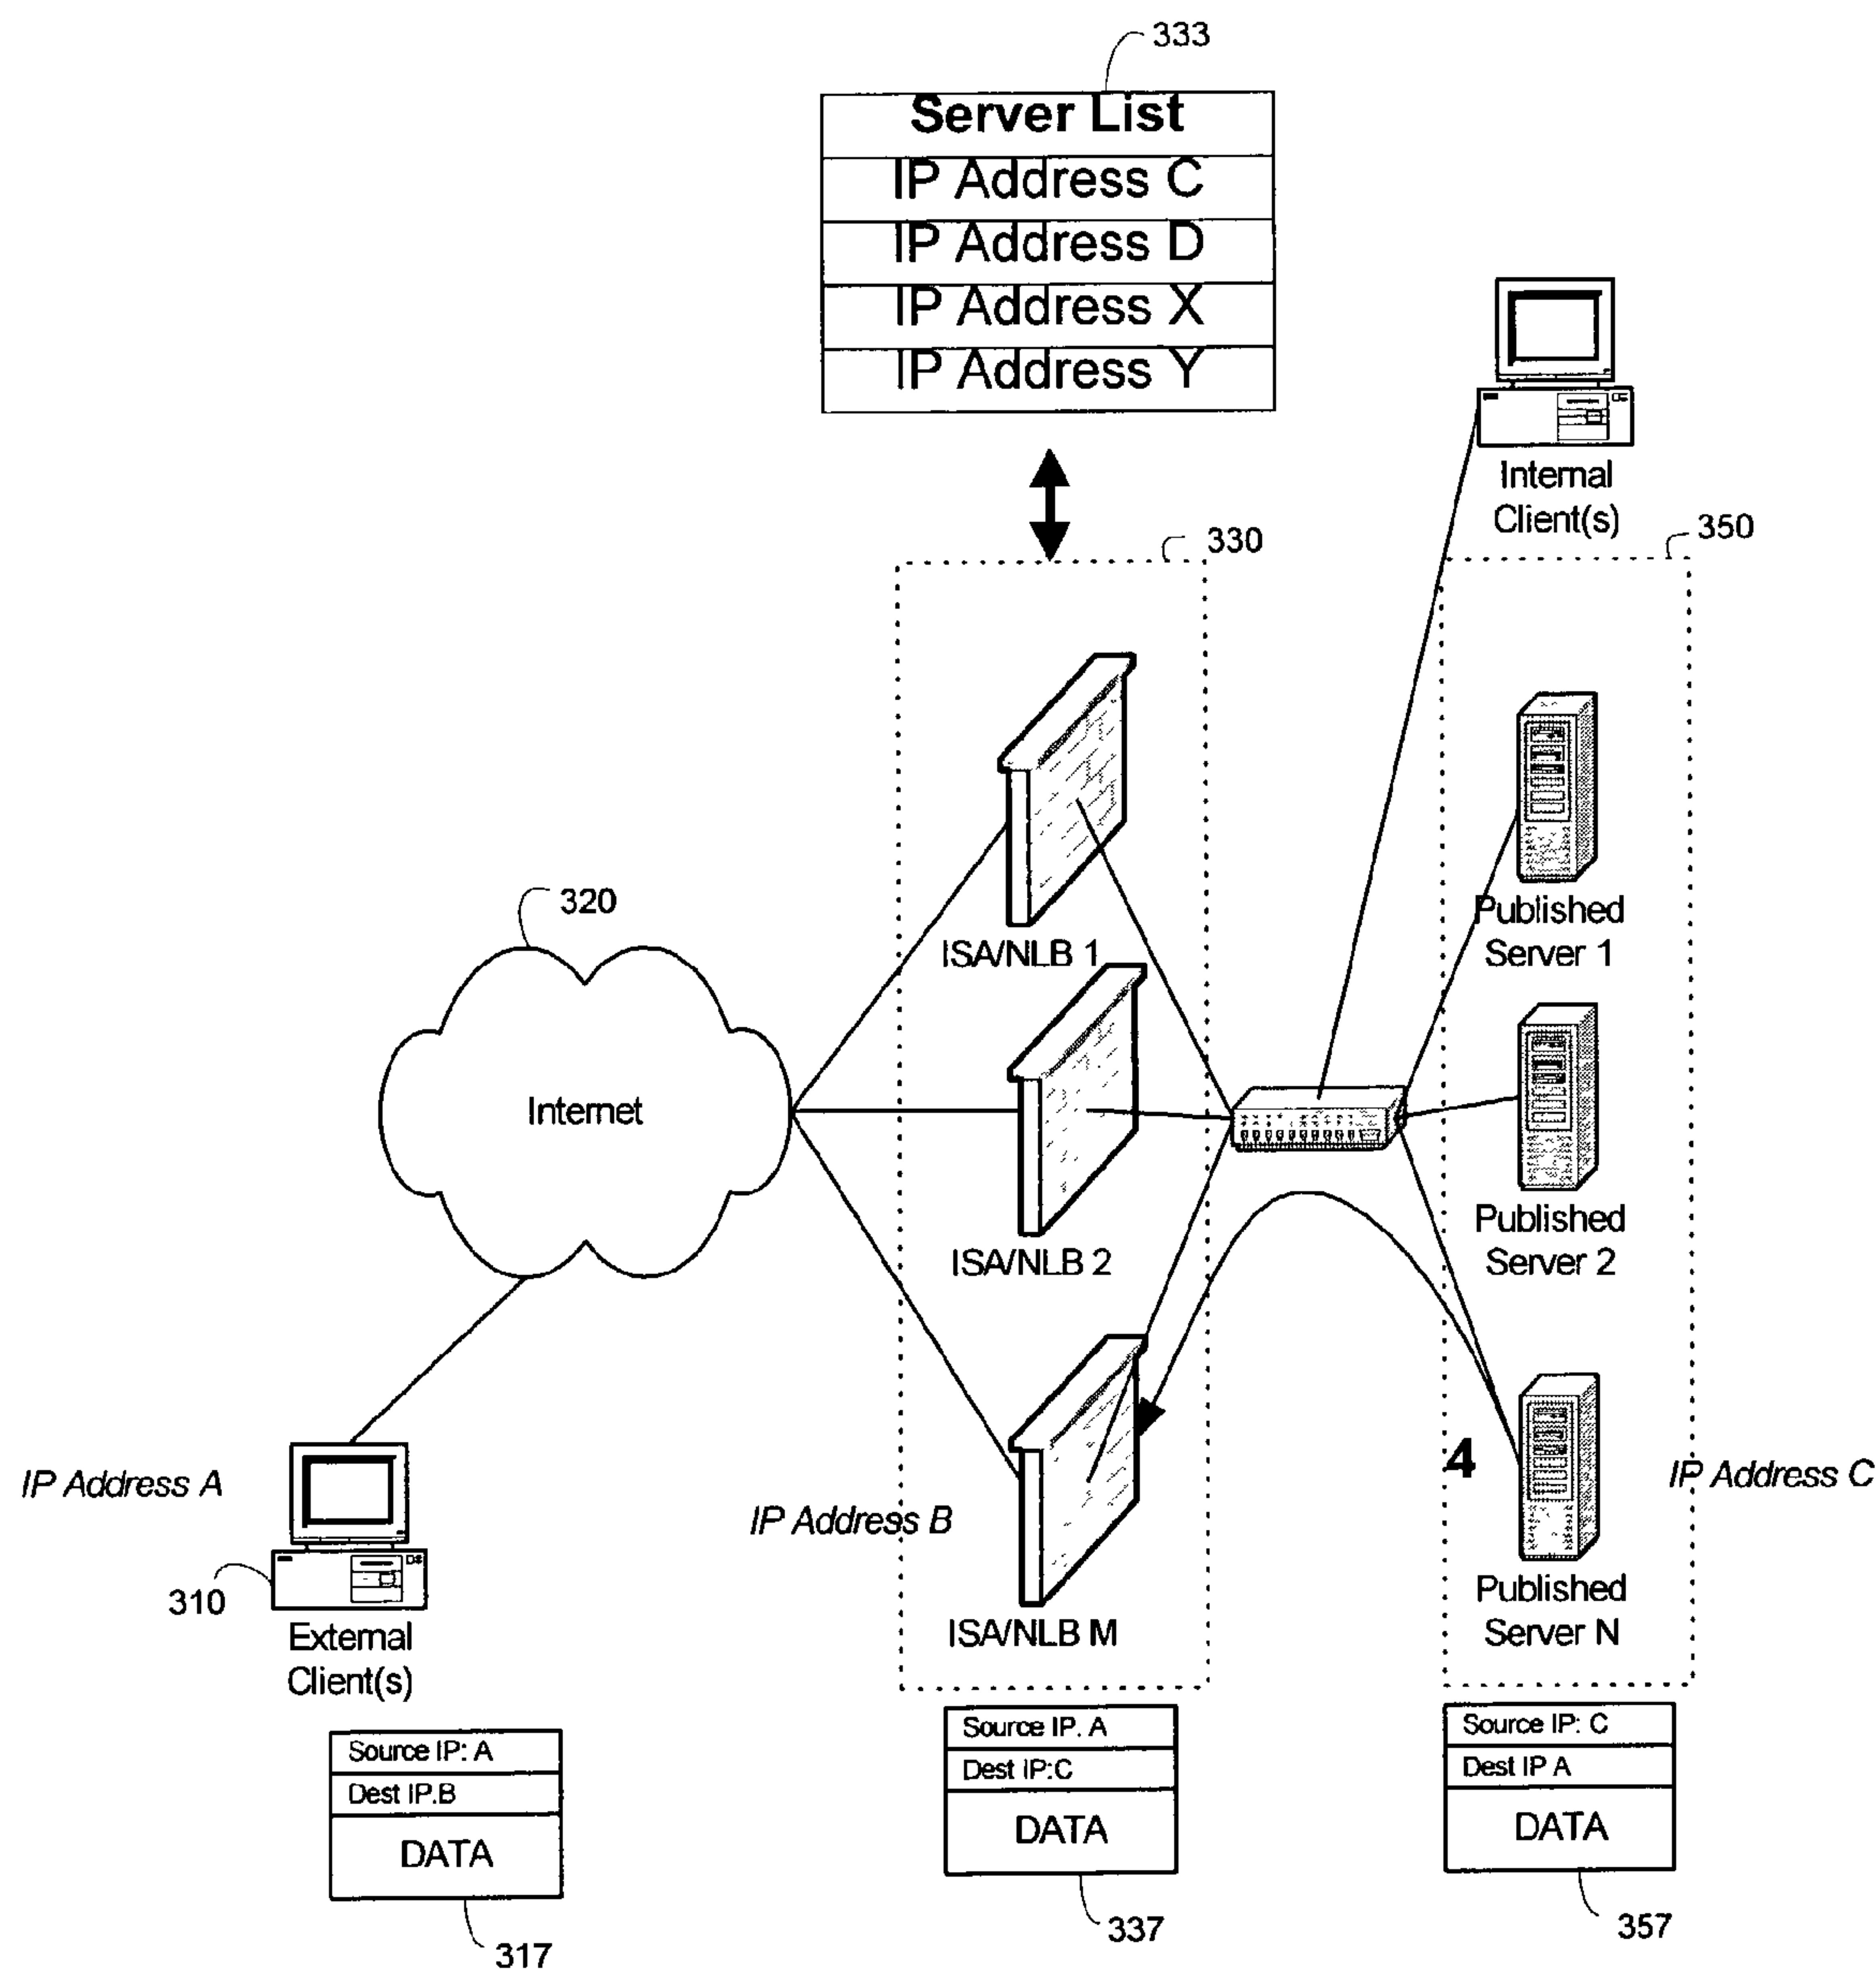 333
Server List
IP Address C
IP Address D
IP Address X
IP Address Y
Internal
Client(s)
330
350
ISA/NLB 1
Published
Server 1
320
Internet
ISA/NLB 2
Published
Server 2
IP Address A
IP Address B
4
IP Address C
310
External
Client(s)
ISA/NLB M
Published
Server N
Source IP: A
Dest IP.B
DATA
317
Source IP. A
Dest IP:C
DATA
337
Source IP: C
Dest IP A
DATA
357